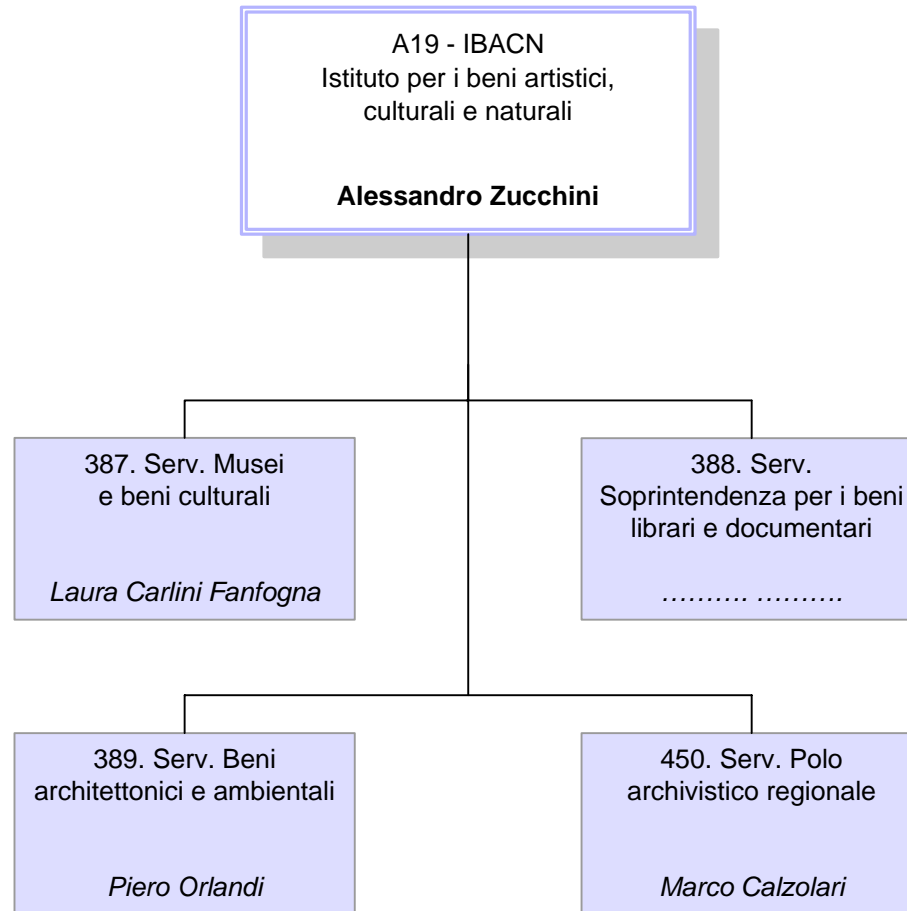 A19 - IBACN
Istituto per i beni artistici,
culturali e naturali
Alessandro Zucchini
387. Serv. Musei
e beni culturali
Laura Carlini Fanfogna
388. Serv.
Soprintendenza per i beni
librari e documentari
………. ……….
389. Serv. Beni
architettonici e ambientali
Piero Orlandi
450. Serv. Polo
archivistico regionale
Marco Calzolari